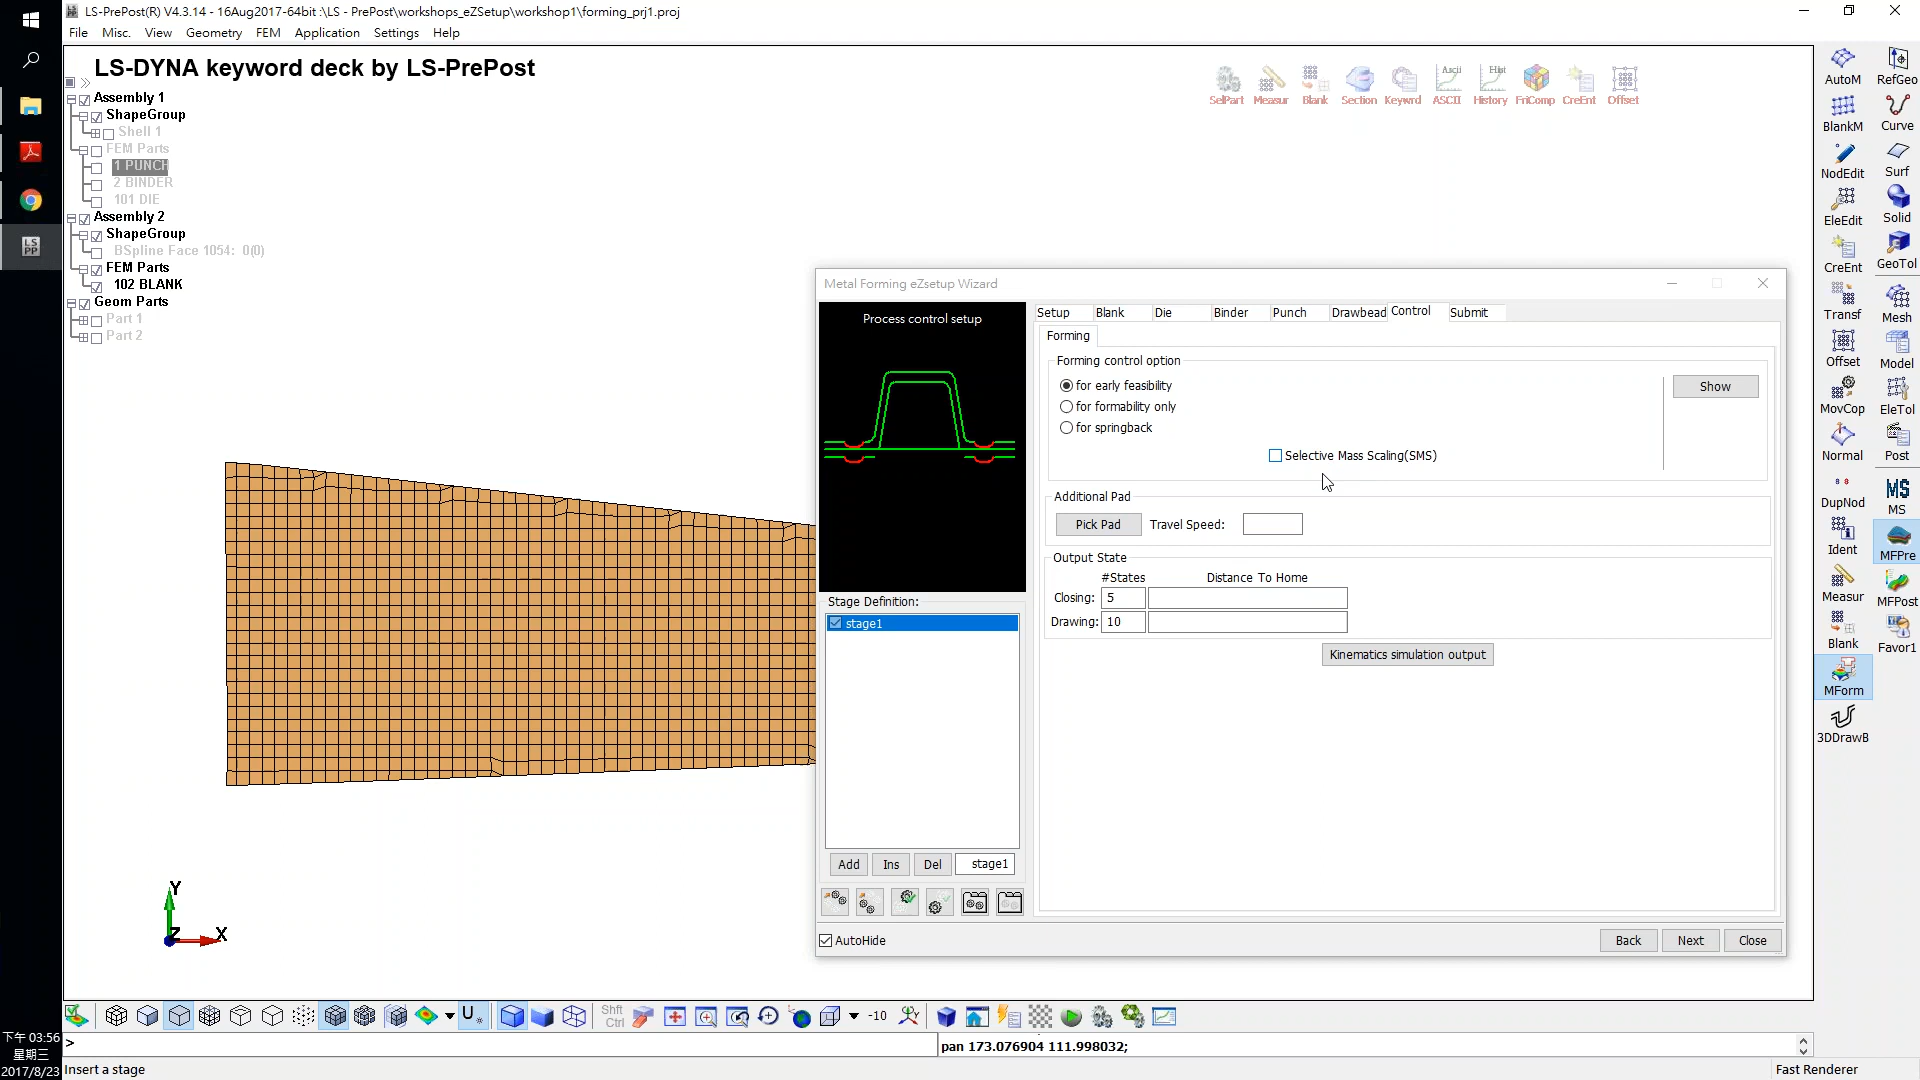 LS-PrePost(R) V4.3.14 - 16Aug2017-64bit :\LS - PrePost\workshops_eZSetup\workshop1\forming_prj1.proj
File Misc. View Geometry FEM Application Settings Help
LS-DYNA keyword deck by LS-PrePost
Assembly 1
ShapeGroup
Shell 1
FEM Parts
1 PUNCH
2 BINDER
101 DIE
Assembly 2
ShapeGroup
BSpline Face 1054: 0(0)
FEM Parts
102 BLANK
Geom Parts
Part 1
Part 2
Ascii Hist
SelPart Measur Blank Section Keywrd ASCII History FriComp CreEnt Offset
Metal Forming eZsetup Wizard
Process control setup
Setup Blank Die Binder Punch Drawbead Control Submit
Forming
Forming control option
for early feasibility
for formability only
for springback
Show
Selective Mass Scaling(SMS)
Additional Pad
Pick Pad Travel Speed:
Output State
#States Distance To Home
Closing: 5
Drawing: 10
Kinematics simulation output
Stage Definition:
stage1
Add Ins Del stage1
AutoHide
Back Next Close
AutoM RefGeo
BlankM Curve
NodEdit Surf
EleEdit Solid
CreEnt GeoTol
Transf Mesh
Offset Model
MovCop EleTol
Normal Post
DupNod MS
MS
Ident MFPre
Measur MFPost
Blank Favor1
MForm
3DDrawB
LS
PP
Y
Z X
Shft
Ctrl
-10
>
pan 173.076904 111.998032;
Insert a stage
Fast Renderer
下午 03:56
星期三
2017/8/23